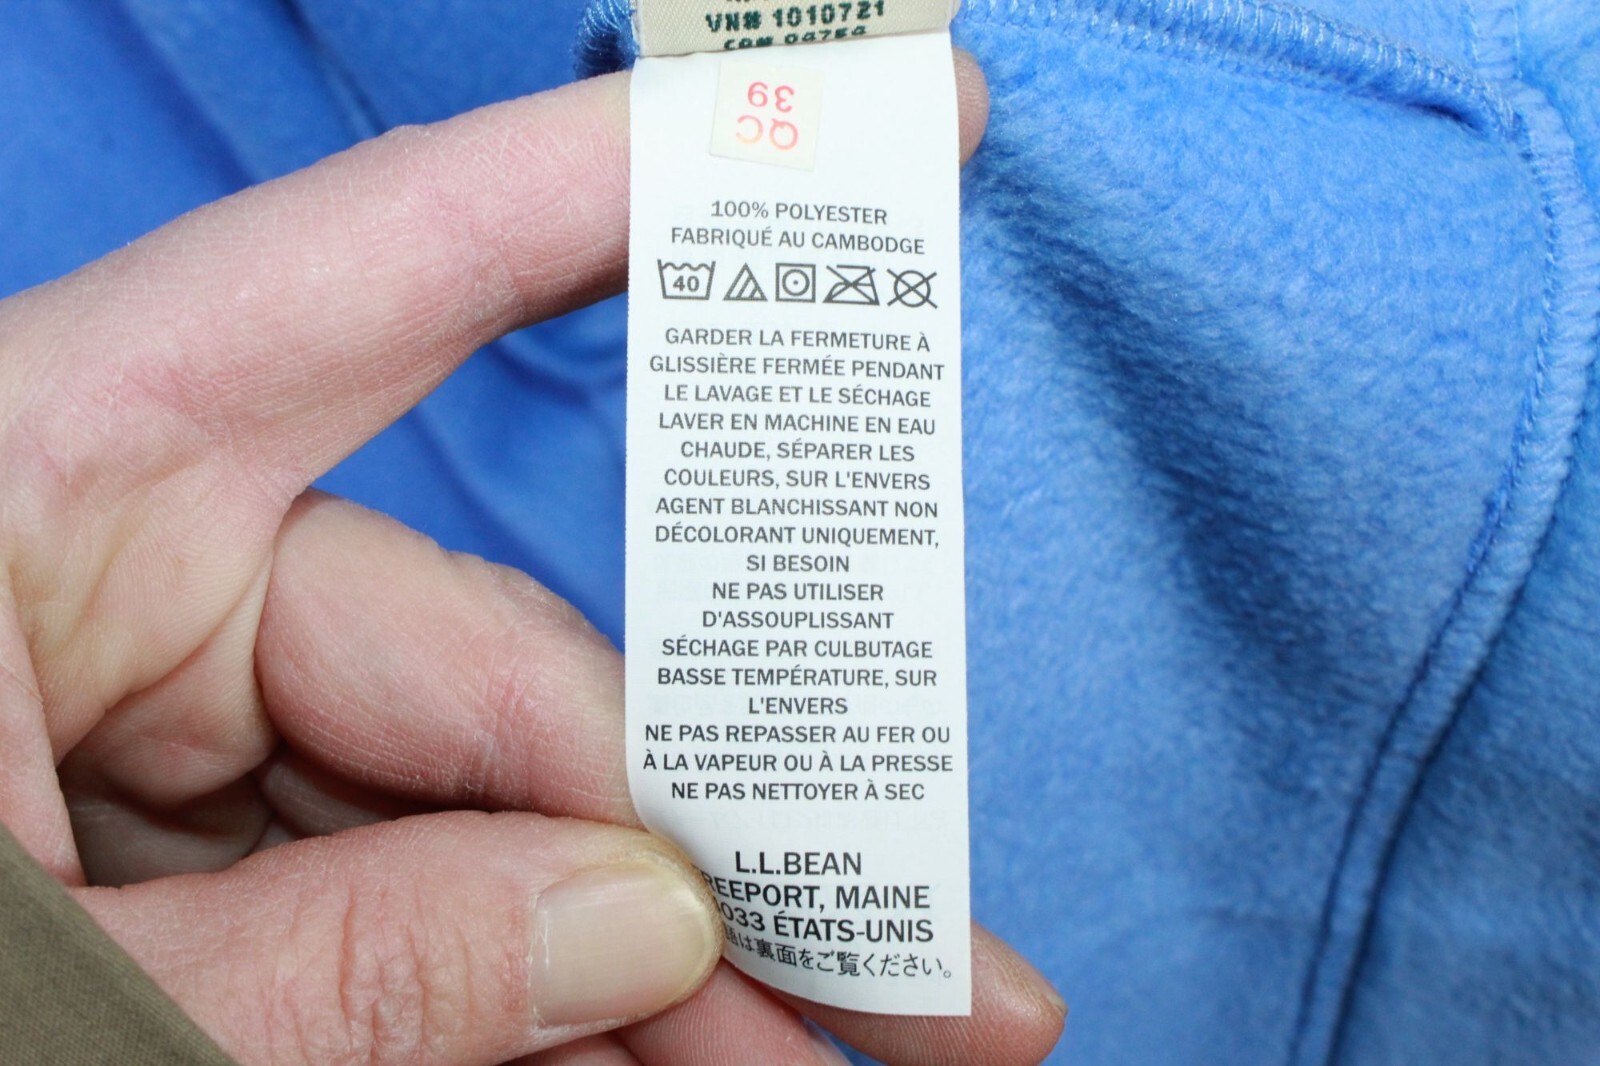 VN# 1010721
QC
39
100% POLYESTER
FABRIQUÉ AU CAMBODGE
40
GARDER LA FERMETURE À
GLISSIÈRE FERMÉE PENDANT
LE LAVAGE ET LE SÉCHAGE
LAVER EN MACHINE EN EAU
CHAUDE, SÉPARER LES
COULEURS, SUR L'ENVERS
AGENT BLANCHISSANT NON
DÉCOLORANT UNIQUEMENT,
SI BESOIN
NE PAS UTILISER
D'ASSOUPLISSANT
SÉCHAGE PAR CULBUTAGE
BASSE TEMPÉRATURE, SUR
L'ENVERS
NE PAS REPASSER AU FER OU
À LA VAPEUR OU À LA PRESSE
NE PAS NETTOYER À SEC
L.L.BEAN
REEPORT, MAINE
033 ÉTATS-UNIS
語は裏面をご覧ください。